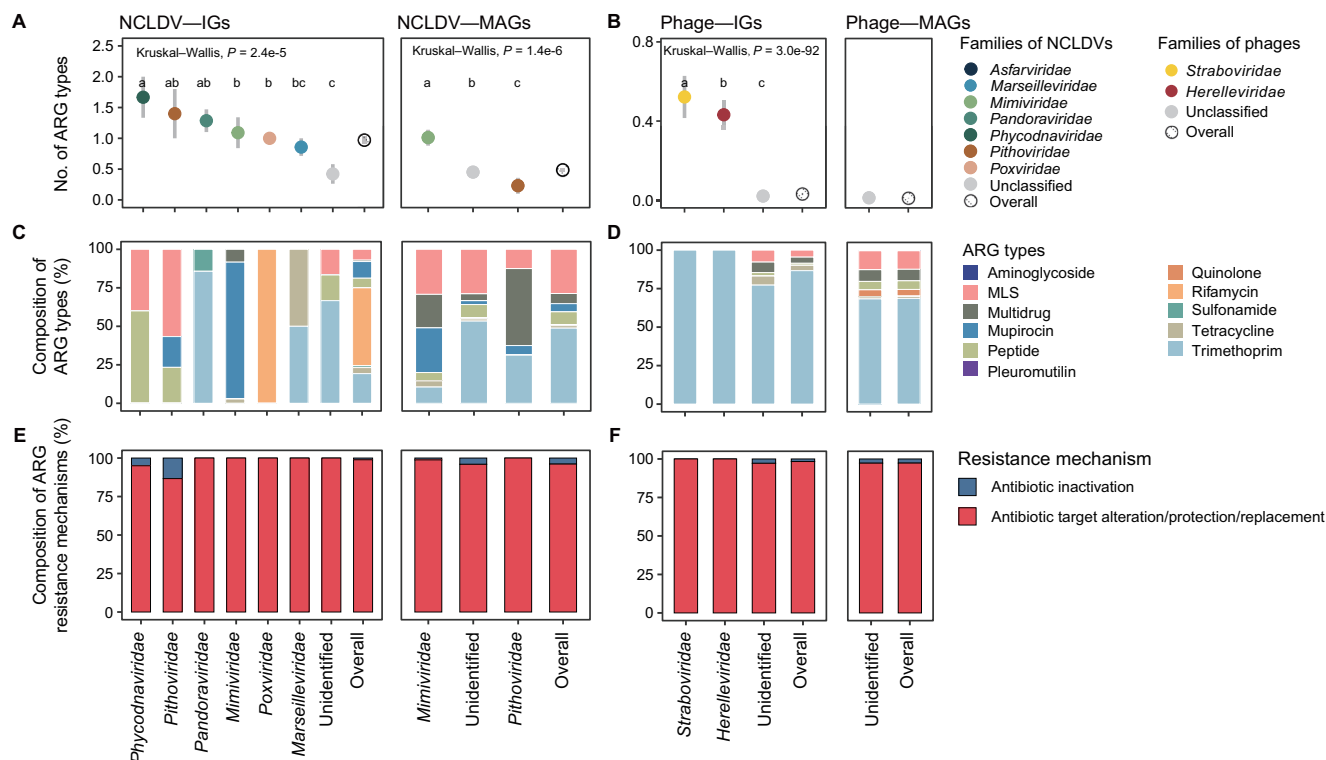 A
NCLDV—IGs
NCLDV—MAGs
B
Phage—IGs
Phage—MAGs
No. of ARG types
2.5
2.0
1.5
1.0
0.5
0.0
Kruskal–Wallis, P = 2.4e-5
a ab ab b b bc c
Kruskal–Wallis, P = 1.4e-6
a b c
0.8
0.4
0.0
Kruskal–Wallis, P = 3.0e-92
a b c
Families of NCLDVs
Asfarviridae
Marseilleviridae
Mimiviridae
Pandoraviridae
Phycodnaviridae
Pithoviridae
Poxviridae
Unclassified
Overall
Families of phages
Straboviridae
Herelleviridae
Unclassified
Overall
C
Composition of
ARG types (%)
100
75
50
25
0
D
100
75
50
25
0
ARG types
Aminoglycoside
MLS
Multidrug
Mupirocin
Peptide
Pleuromutilin
Quinolone
Rifamycin
Sulfonamide
Tetracycline
Trimethoprim
E
Composition of ARG
resistance mechanisms (%)
100
75
50
25
0
Phycodnaviridae
Pithoviridae
Pandoraviridae
Mimiviridae
Poxviridae
Marseilleviridae
Unidentified
Overall
Mimiviridae
Unidentified
Pithoviridae
Overall
F
100
75
50
25
0
Straboviridae
Herelleviridae
Unidentified
Overall
Unidentified
Overall
Resistance mechanism
Antibiotic inactivation
Antibiotic target alteration/protection/replacement